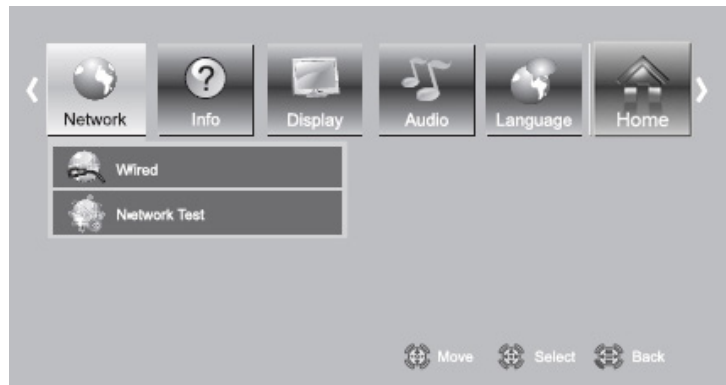 Network Info Display Audio Language Home
Wired
Network Test
Move Select Back